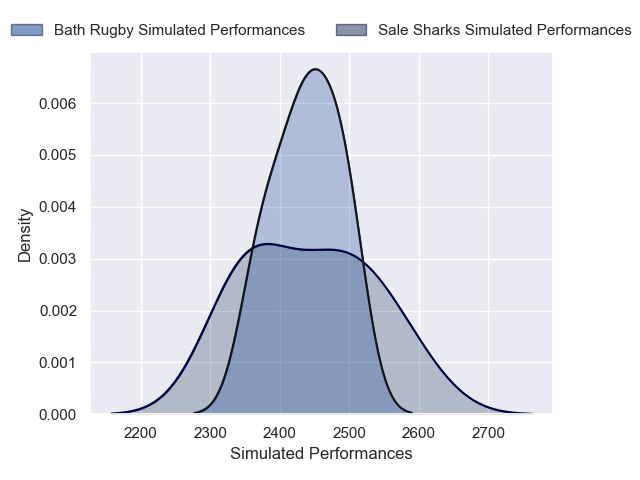 Bath Rugby Simulated Performances Sale Sharks Simulated Performances
0.006
0.005
0.004
0.003
0.002
0.001
0.000
Density
2200 2300 2400 2500 2600 2700
Simulated Performances